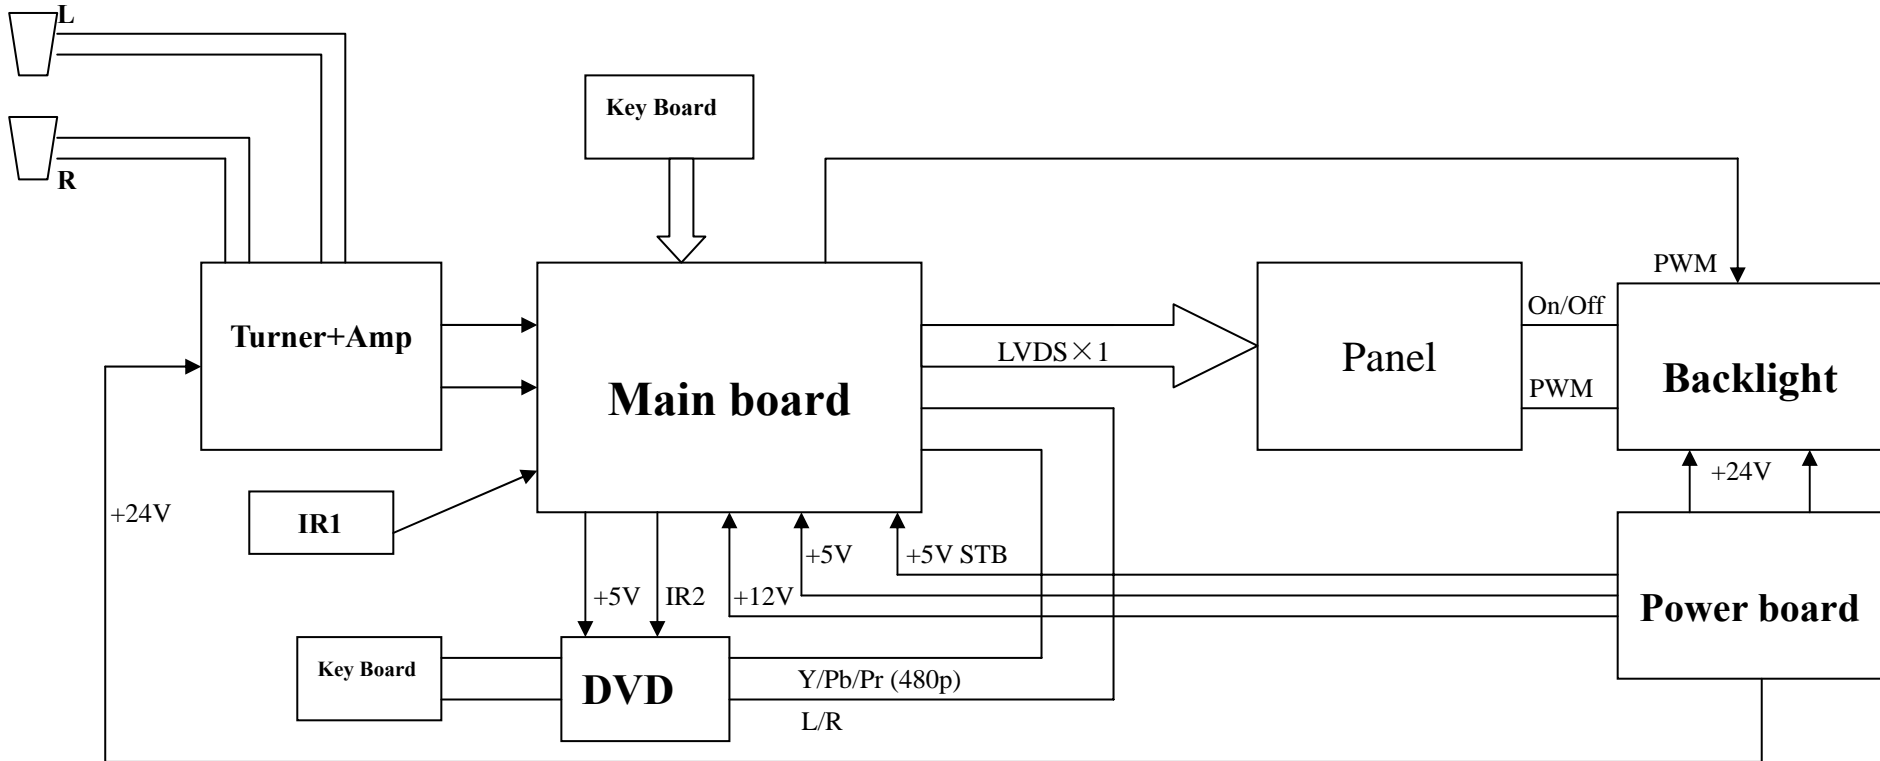 L
Key Board
R
PWM
On/Off
Turner+Amp
LVDS×1
Panel
Backlight
Main board
PWM
+24V
+24V
IR1
+5V
+5V STB
+5V
IR2
+12V
Power board
Key Board
DVD
Y/Pb/Pr (480p)
L/R